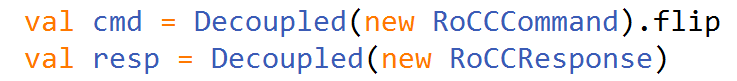 val cmd = Decoupled(new RoCCCommand).flip
val resp = Decoupled(new RoCCResponse)